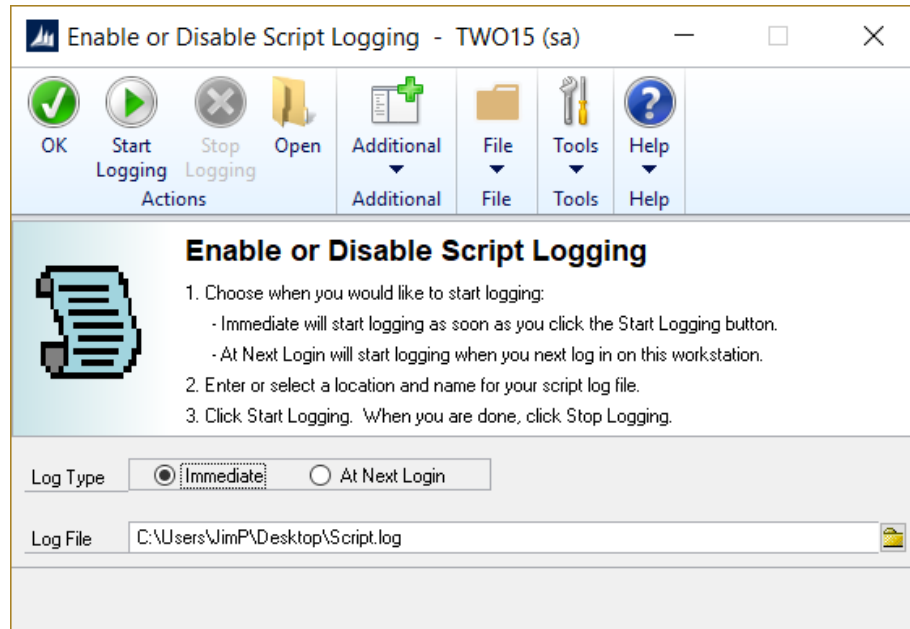 Enable or Disable Script Logging - TWO15 (sa)
OK Start Logging Stop Logging Open Additional File Tools Help
Actions Additional File Tools Help
Enable or Disable Script Logging
1. Choose when you would like to start logging:
- Immediate will start logging as soon as you click the Start Logging button.
- At Next Login will start logging when you next log in on this workstation.
2. Enter or select a location and name for your script log file.
3. Click Start Logging. When you are done, click Stop Logging.
Log Type Immediate At Next Login
Log File C:\Users\JimP\Desktop\Script.log